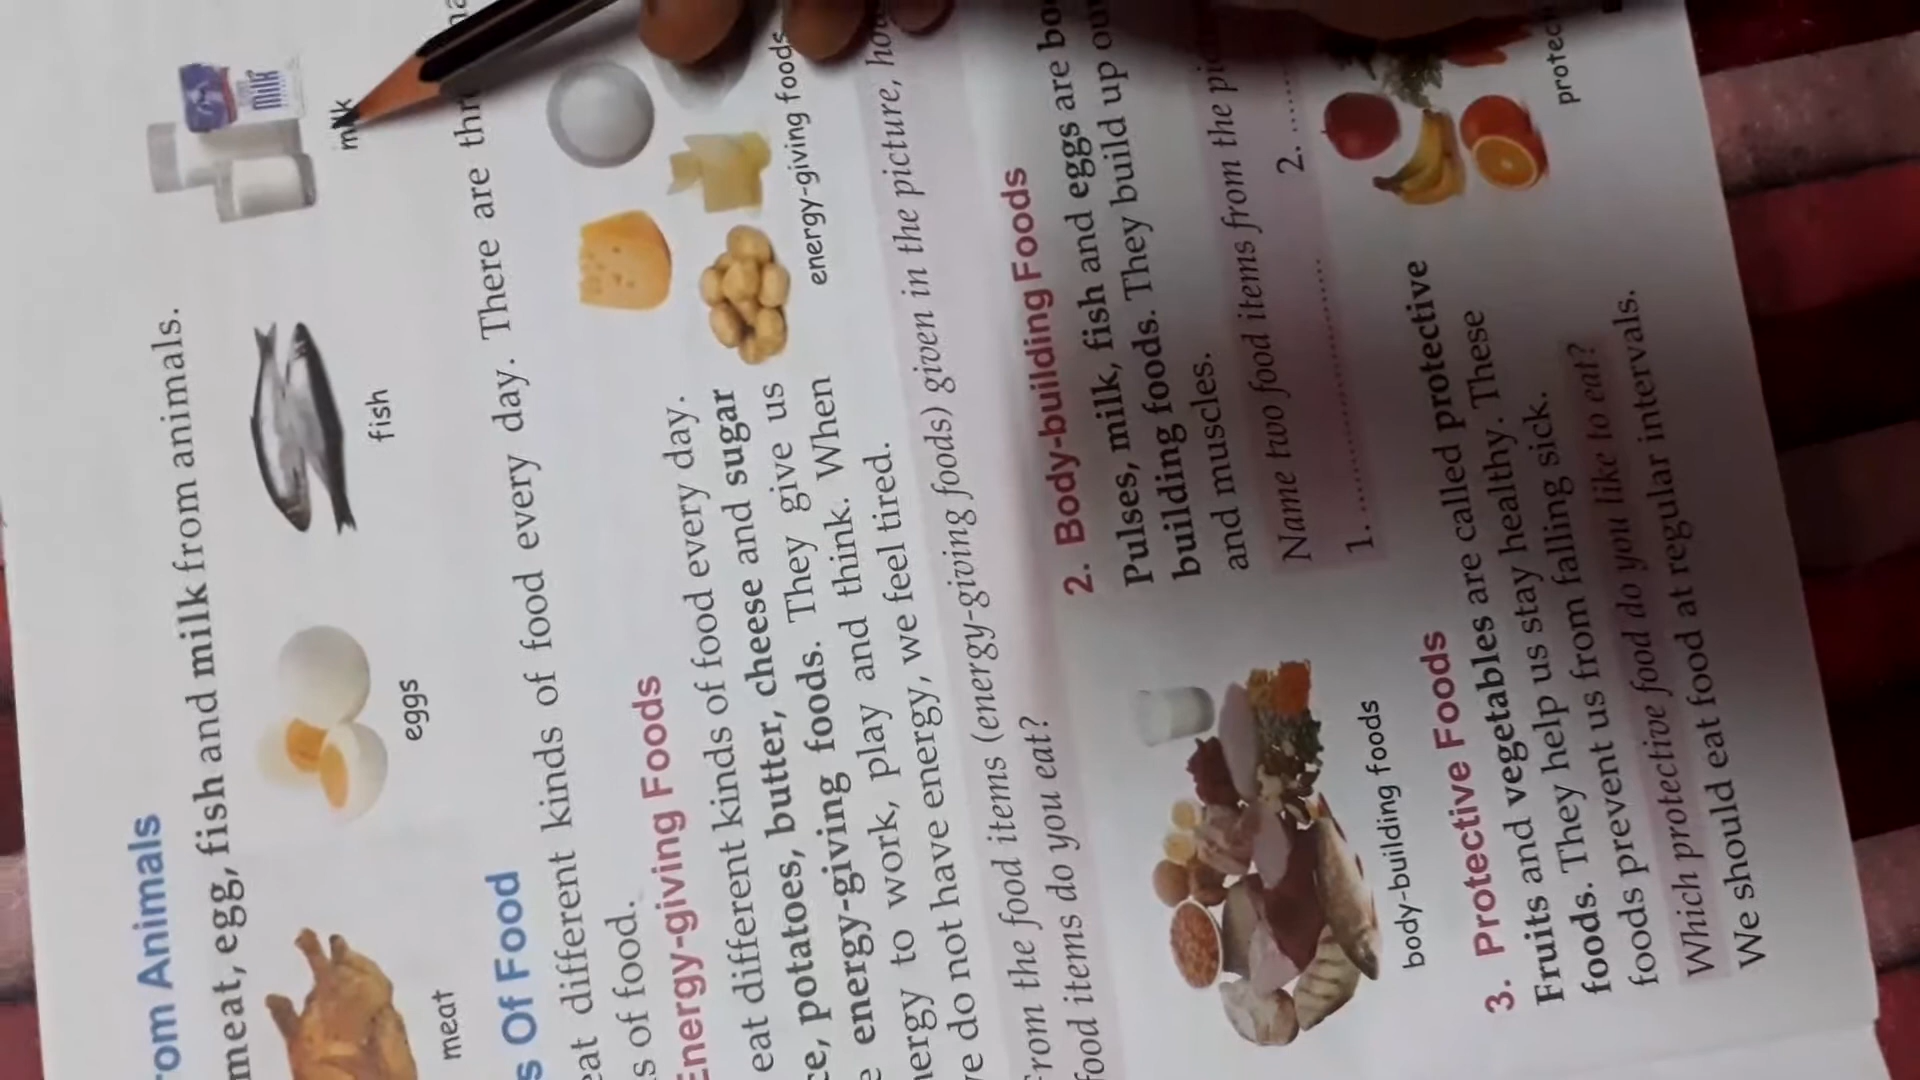 rom Animals
meat, egg, fish and milk from animals.
milk
meat eggs fish milk
s Of Food
eat different kinds of food every day. There are
s of food.
Energy-giving Foods
eat different kinds of food every day.
ce, potatoes, butter, cheese and sugar
energy-giving foods. They give us
nergy to work, play and think. When
we do not have energy, we feel tired.
energy-giving foods
From the food items (energy-giving foods) given in the picture,
food items do you eat?
2. Body-building Foods
Pulses, milk, fish and eggs are
building foods. They build up
and muscles.
Name two food items from the
1. .................... 2. ......
body-building foods
3. Protective Foods
Fruits and vegetables are called protective
foods. They help us stay healthy. These
foods prevent us from falling sick.
Which protective food do you like to eat?
We should eat food at regular intervals.
protec